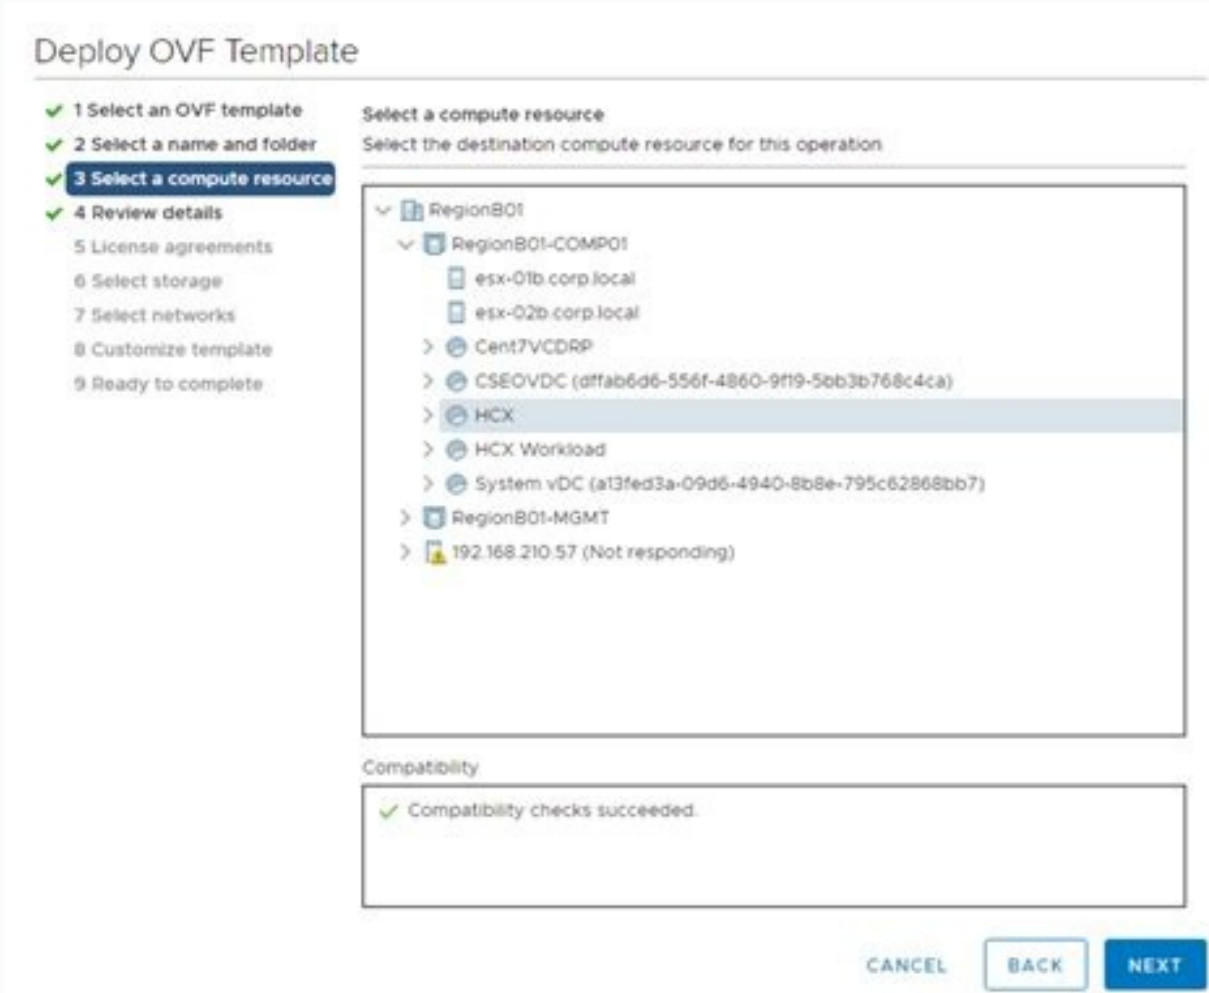 Deploy OVF Template
1 Select an OVF template
2 Select a name and folder
3 Select a compute resource
4 Review details
5 License agreements
6 Select storage
7 Select networks
8 Customize template
9 Ready to complete
Select a compute resource
Select the destination compute resource for this operation
RegionB01
RegionB01-COMP01
esx-01b.corp.local
esx-02b.corp.local
Cent7VCDRP
CSEOVDC (dffab6d6-556f-4860-9f19-5bb3b768c4ca)
HCX
HCX Workload
System vDC (a13fed3a-09d6-4940-8b8e-795c62868bb7)
RegionB01-MGMT
192.168.210.57 (Not responding)
Compatibility
Compatibility checks succeeded.
CANCEL
BACK
NEXT